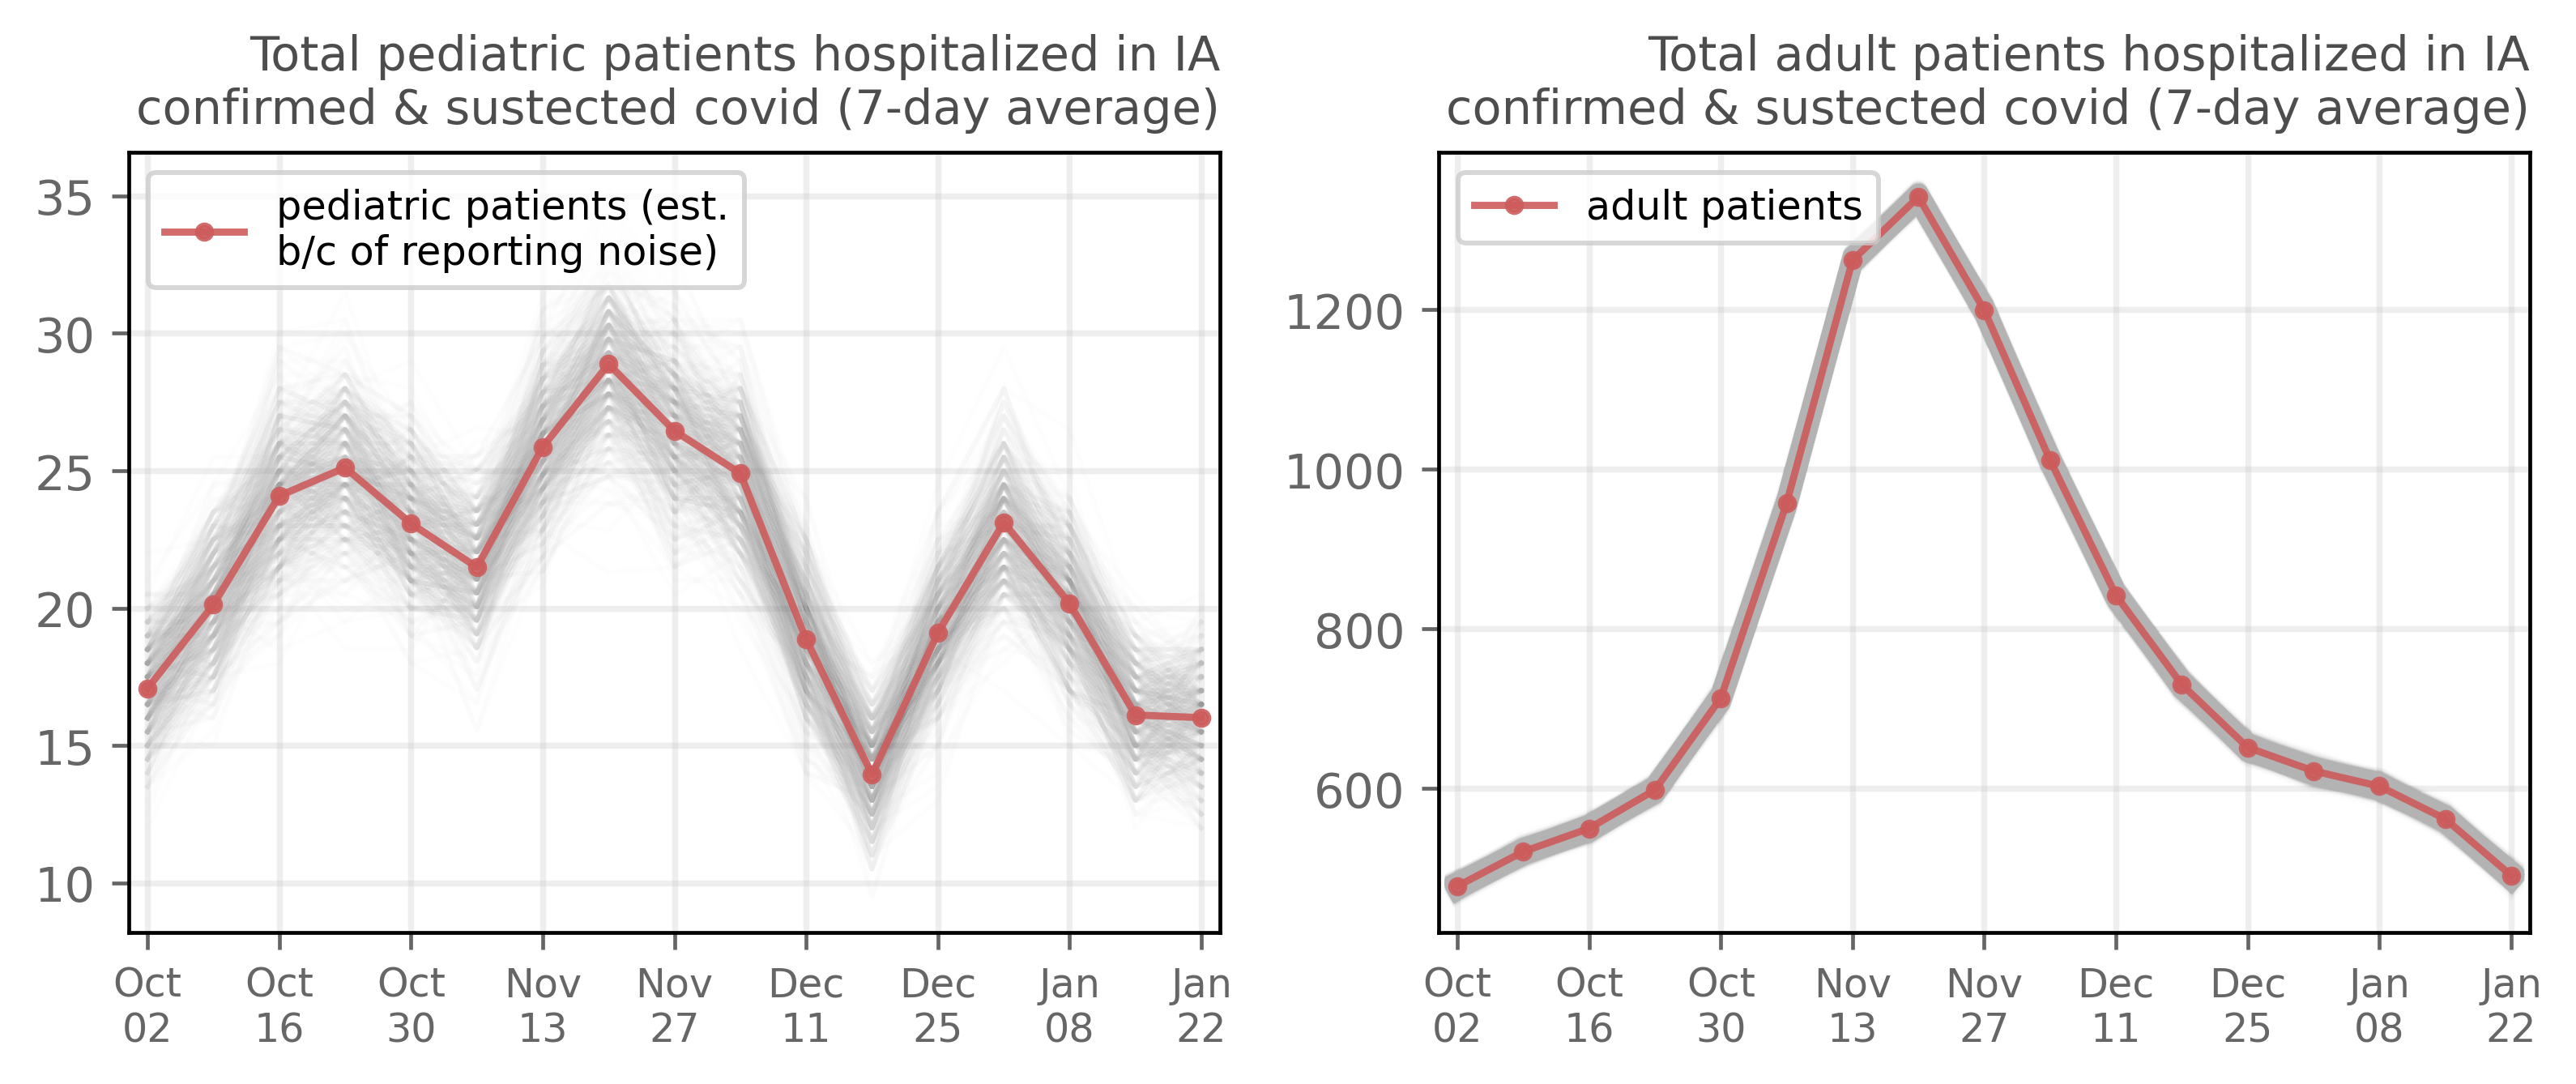 Total pediatric patients hospitalized in IA
confirmed & sustected covid (7-day average)
pediatric patients (est.
b/c of reporting noise)
35
30
25
20
15
10
Oct Oct Oct Nov Nov Dec Dec Jan Jan
02 16 30 13 27 11 25 08 22
Total adult patients hospitalized in IA
confirmed & sustected covid (7-day average)
adult patients
1200
1000
800
600
Oct Oct Oct Nov Nov Dec Dec Jan Jan
02 16 30 13 27 11 25 08 22